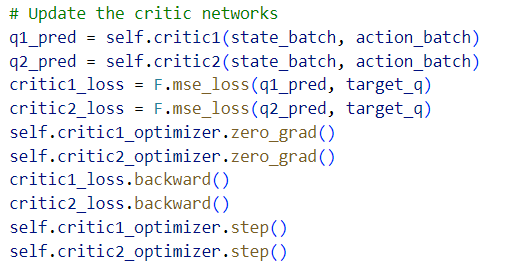 # Update the critic networks
q1_pred = self.critic1(state_batch, action_batch)
q2_pred = self.critic2(state_batch, action_batch)
critic1_loss = F.mse_loss(q1_pred, target_q)
critic2_loss = F.mse_loss(q2_pred, target_q)
self.critic1_optimizer.zero_grad()
self.critic2_optimizer.zero_grad()
critic1_loss.backward()
critic2_loss.backward()
self.critic1_optimizer.step()
self.critic2_optimizer.step()